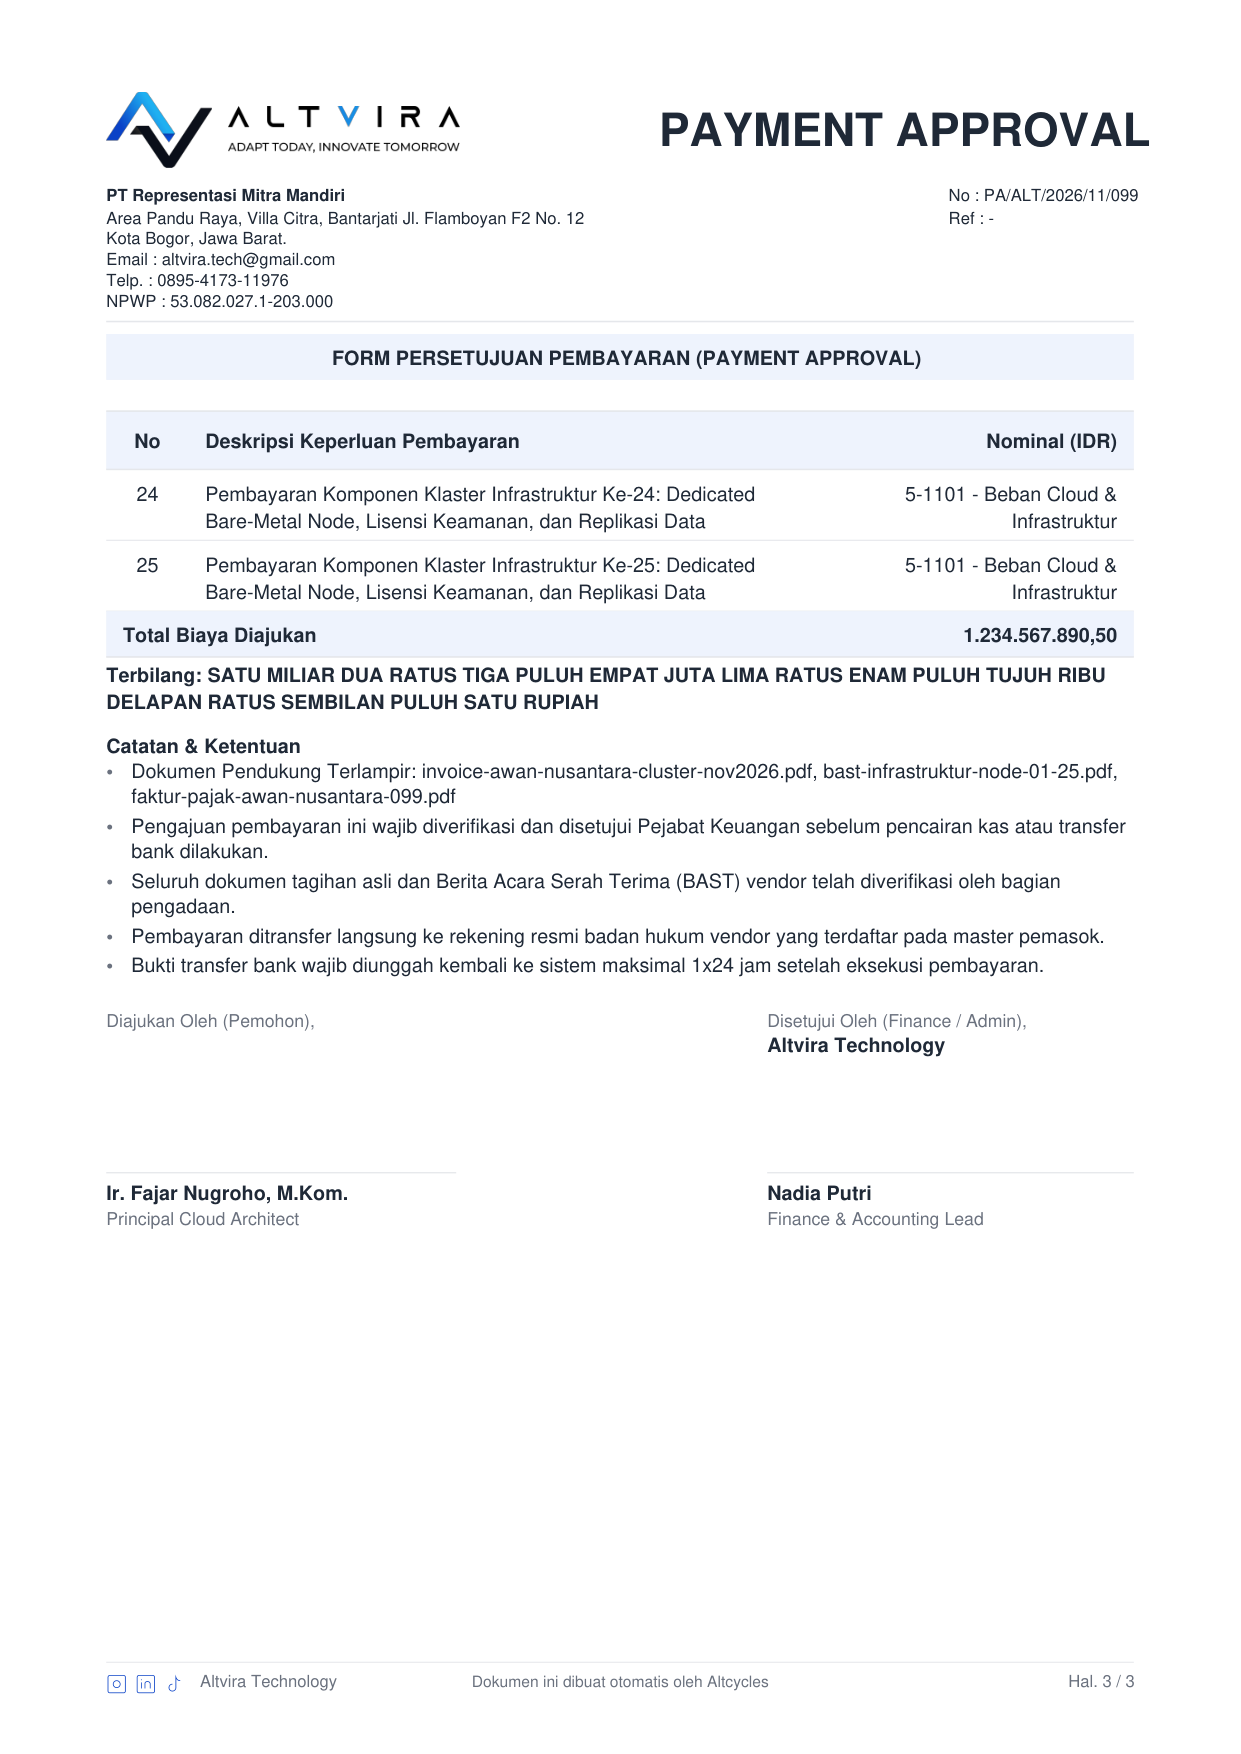 ALTVIRA
ADAPT TODAY, INNOVATE TOMORROW
PAYMENT APPROVAL
PT Representasi Mitra Mandiri
Area Pandu Raya, Villa Citra, Bantarjati Jl. Flamboyan F2 No. 12
Kota Bogor, Jawa Barat.
Email : altvira.tech@gmail.com
Telp. : 0895-4173-11976
NPWP : 53.082.027.1-203.000
No : PA/ALT/2026/11/099
Ref : -
FORM PERSETUJUAN PEMBAYARAN (PAYMENT APPROVAL)
No Deskripsi Keperluan Pembayaran Nominal (IDR)
24 Pembayaran Komponen Klaster Infrastruktur Ke-24: Dedicated 5-1101 - Beban Cloud &
Bare-Metal Node, Lisensi Keamanan, dan Replikasi Data Infrastruktur
25 Pembayaran Komponen Klaster Infrastruktur Ke-25: Dedicated 5-1101 - Beban Cloud &
Bare-Metal Node, Lisensi Keamanan, dan Replikasi Data Infrastruktur
Total Biaya Diajukan 1.234.567.890,50
Terbilang: SATU MILIAR DUA RATUS TIGA PULUH EMPAT JUTA LIMA RATUS ENAM PULUH TUJUH RIBU
DELAPAN RATUS SEMBILAN PULUH SATU RUPIAH
Catatan & Ketentuan
• Dokumen Pendukung Terlampir: invoice-awan-nusantara-cluster-nov2026.pdf, bast-infrastruktur-node-01-25.pdf,
faktur-pajak-awan-nusantara-099.pdf
• Pengajuan pembayaran ini wajib diverifikasi dan disetujui Pejabat Keuangan sebelum pencairan kas atau transfer
bank dilakukan.
• Seluruh dokumen tagihan asli dan Berita Acara Serah Terima (BAST) vendor telah diverifikasi oleh bagian
pengadaan.
• Pembayaran ditransfer langsung ke rekening resmi badan hukum vendor yang terdaftar pada master pemasok.
• Bukti transfer bank wajib diunggah kembali ke sistem maksimal 1x24 jam setelah eksekusi pembayaran.
Diajukan Oleh (Pemohon),
Disetujui Oleh (Finance / Admin),
Altvira Technology
Ir. Fajar Nugroho, M.Kom.
Principal Cloud Architect
Nadia Putri
Finance & Accounting Lead
Altvira Technology Dokumen ini dibuat otomatis oleh Altcycles Hal. 3 / 3